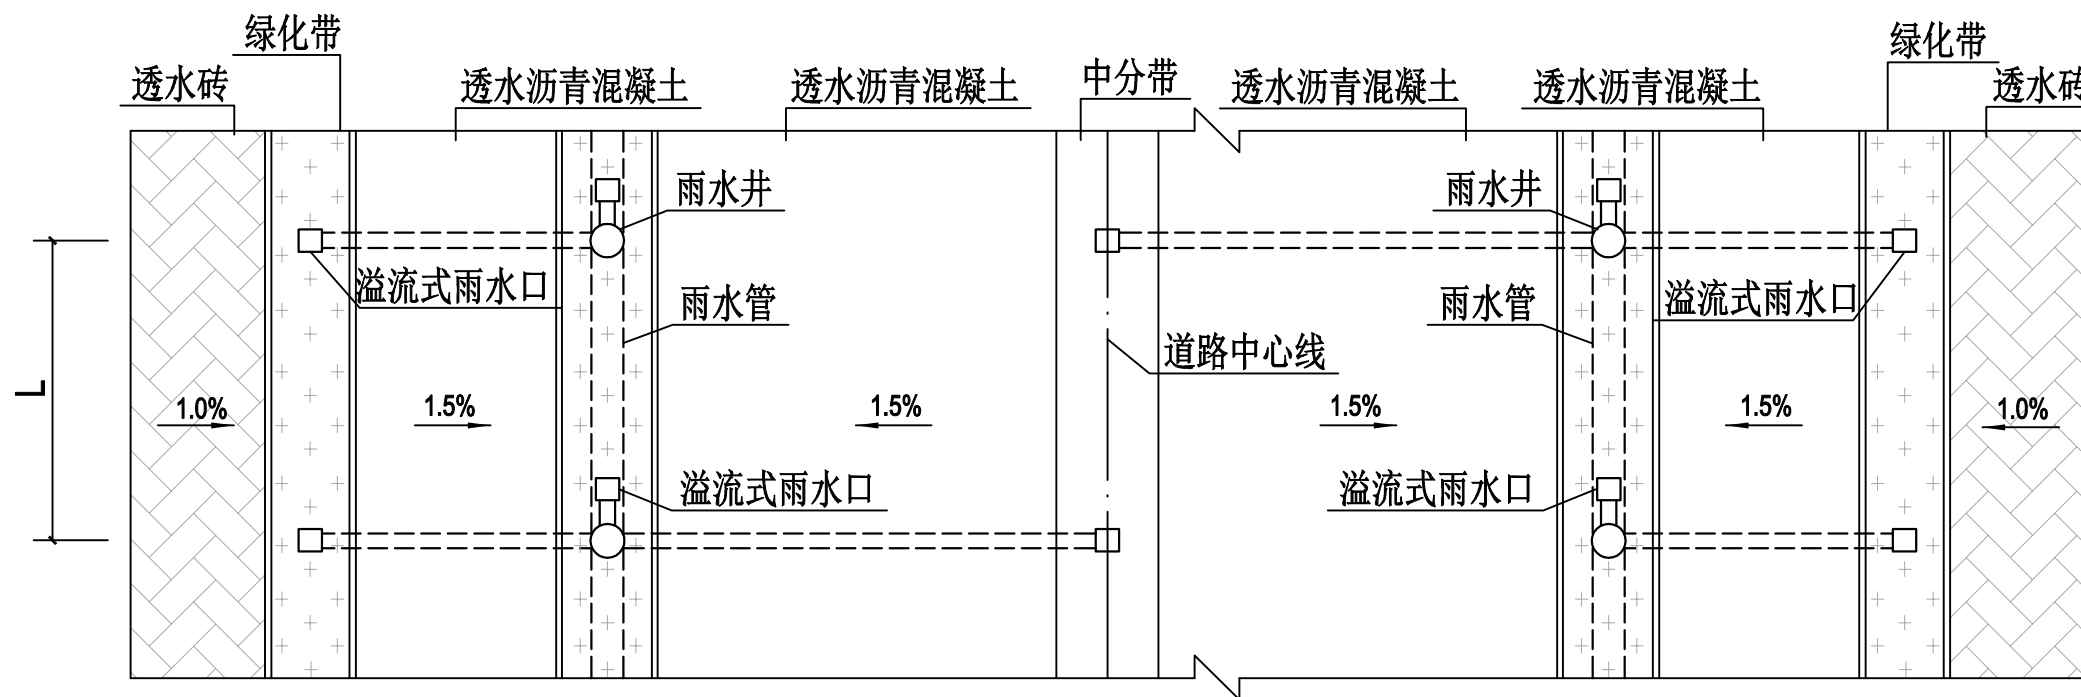 绿化带
绿化带
透水砖
透水沥青混凝土
透水沥青混凝土
中分带
透水沥青混凝土
透水沥青混凝土
透水砖
雨水井
雨水井
溢流式雨水口
雨水管
雨水管
溢流式雨水口
道路中心线
L
1.0%
1.5%
1.5%
1.5%
1.5%
1.0%
溢流式雨水口
溢流式雨水口